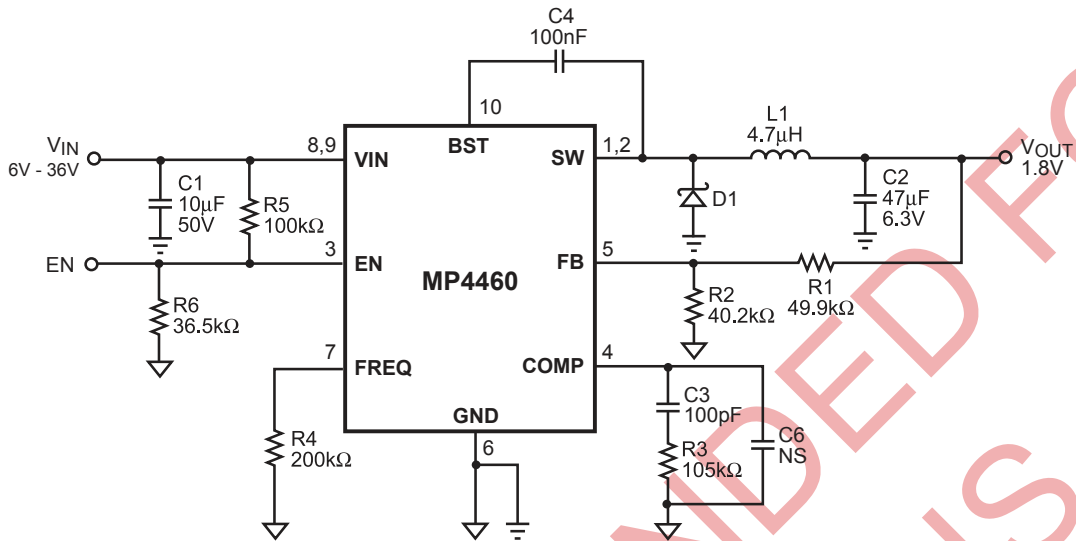 C4
100nF
10
BST
VIN
6V - 36V
C1
10μF
50V
R5
100kΩ
8,9
VIN
SW
1,2
L1
4.7μH
VOUT
1.8V
D1
C2
47μF
6.3V
EN
3
EN
MP4460
FB
5
R1
49.9kΩ
R2
40.2kΩ
R6
36.5kΩ
7
FREQ
COMP
4
GND
6
R4
200kΩ
C3
100pF
R3
105kΩ
C6
NS